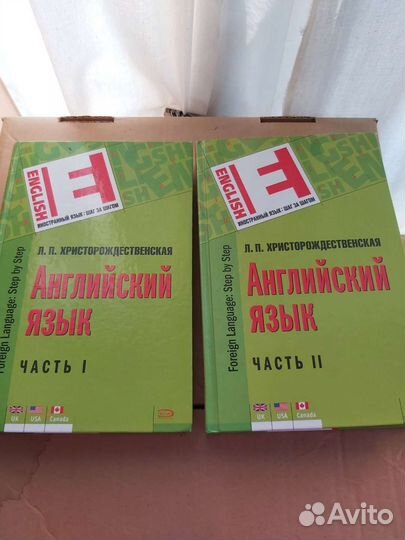 ENGLISH
E
ИНОСТРАННЫЙ ЯЗЫК: ШАГ ЗА ШАГОМ
Foreign Language: Step by Step
Л. П. ХРИСТОРОЖДЕСТВЕНСКАЯ
Английский
ЯЗЫК
ЧАСТЬ I
UK USA Canada
ENGLISH
E
ИНОСТРАННЫЙ ЯЗЫК: ШАГ ЗА ШАГОМ
Foreign Language: Step by Step
Л. П. ХРИСТОРОЖДЕСТВЕНСКАЯ
Английский
ЯЗЫК
ЧАСТЬ II
UK USA Canada
Avito